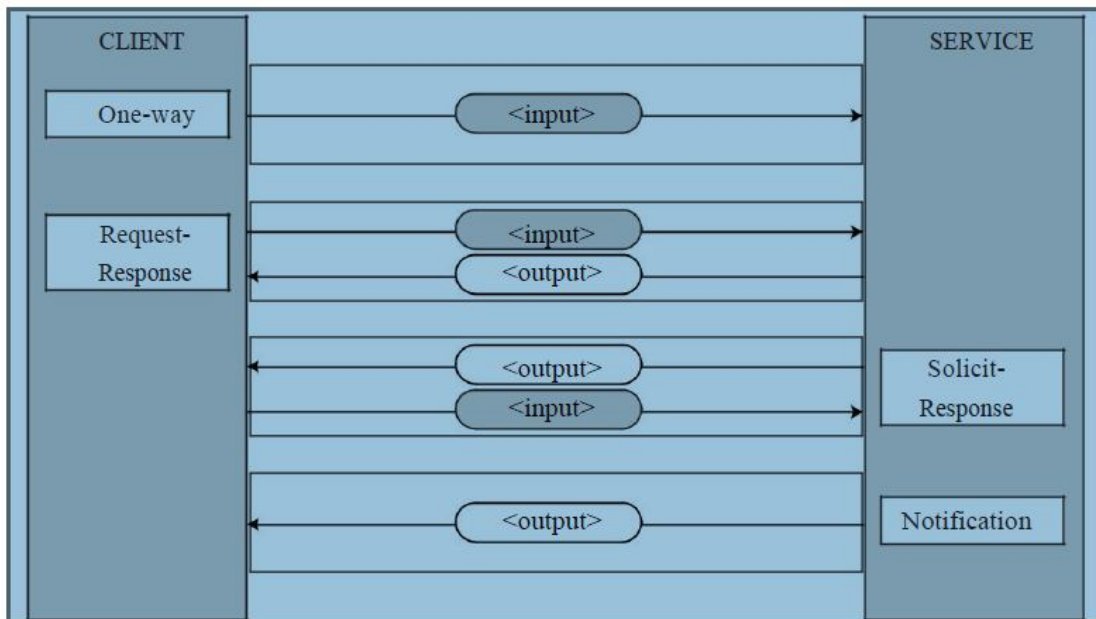 CLIENT
SERVICE
One-way
<input>
Request-
Response
<input>
<output>
<output>
<input>
Solicit-
Response
<output>
Notification